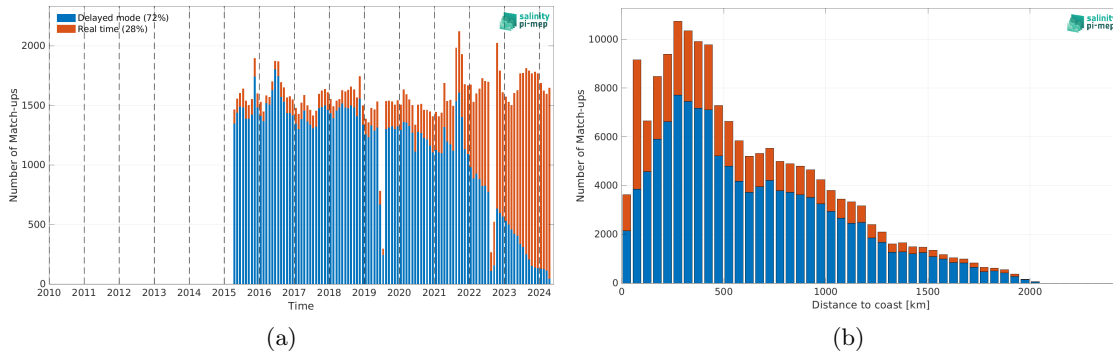 Delayed mode (72%)
Real time (28%)
salinity
pi-mep
Number of Match-ups
2000
1500
1000
500
0
2010 2011 2012 2013 2014 2015 2016 2017 2018 2019 2020 2021 2022 2023 2024
Time
(a)
salinity
pi-mep
Number of Match-ups
10000
8000
6000
4000
2000
0
0 500 1000 1500 2000
Distance to coast [km]
(b)